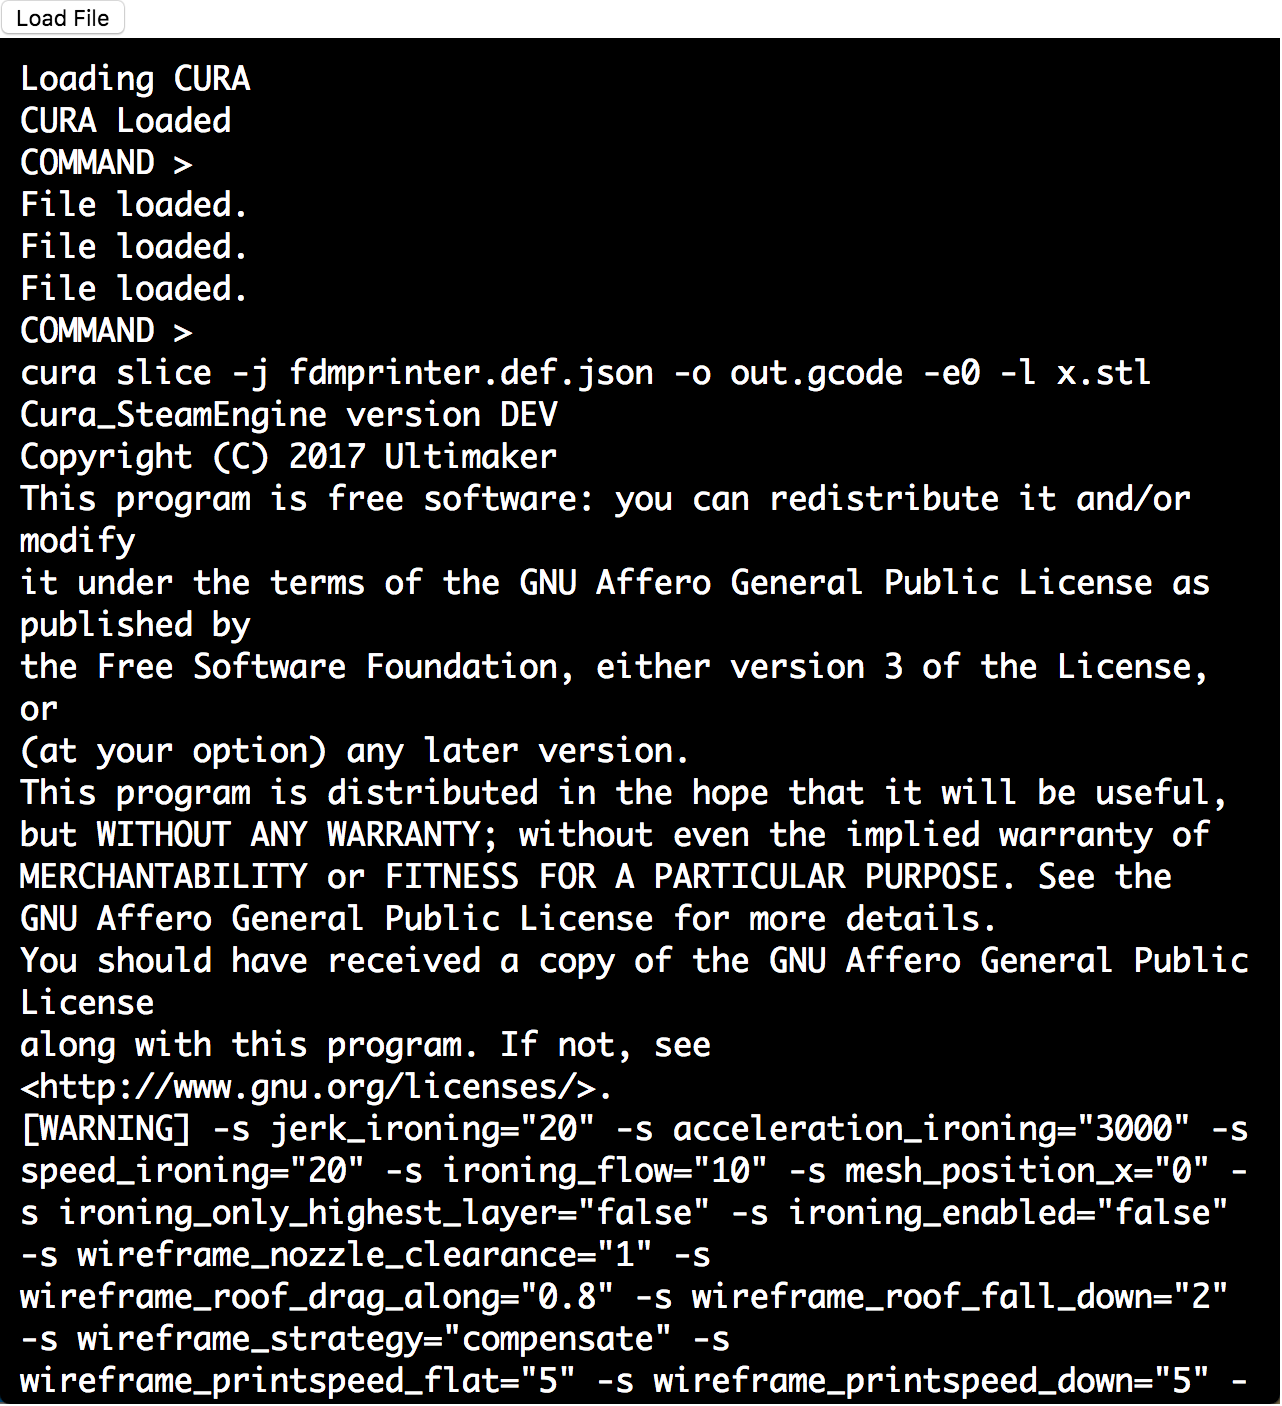 Load File
Loading CURA
CURA Loaded
COMMAND >
File loaded.
File loaded.
File loaded.
COMMAND >
cura slice -j fdmprinter.def.json -o out.gcode -e0 -l x.stl
Cura_SteamEngine version DEV
Copyright (C) 2017 Ultimaker
This program is free software: you can redistribute it and/or
modify
it under the terms of the GNU Affero General Public License as
published by
the Free Software Foundation, either version 3 of the License,
or
(at your option) any later version.
This program is distributed in the hope that it will be useful,
but WITHOUT ANY WARRANTY; without even the implied warranty of
MERCHANTABILITY or FITNESS FOR A PARTICULAR PURPOSE. See the
GNU Affero General Public License for more details.
You should have received a copy of the GNU Affero General Public
License
along with this program. If not, see
<http://www.gnu.org/licenses/>.
[WARNING] -s jerk_ironing="20" -s acceleration_ironing="3000" -s
speed_ironing="20" -s ironing_flow="10" -s mesh_position_x="0" -
s ironing_only_highest_layer="false" -s ironing_enabled="false"
-s wireframe_nozzle_clearance="1" -s
wireframe_roof_drag_along="0.8" -s wireframe_roof_fall_down="2"
-s wireframe_strategy="compensate" -s
wireframe_printspeed_flat="5" -s wireframe_printspeed_down="5" -